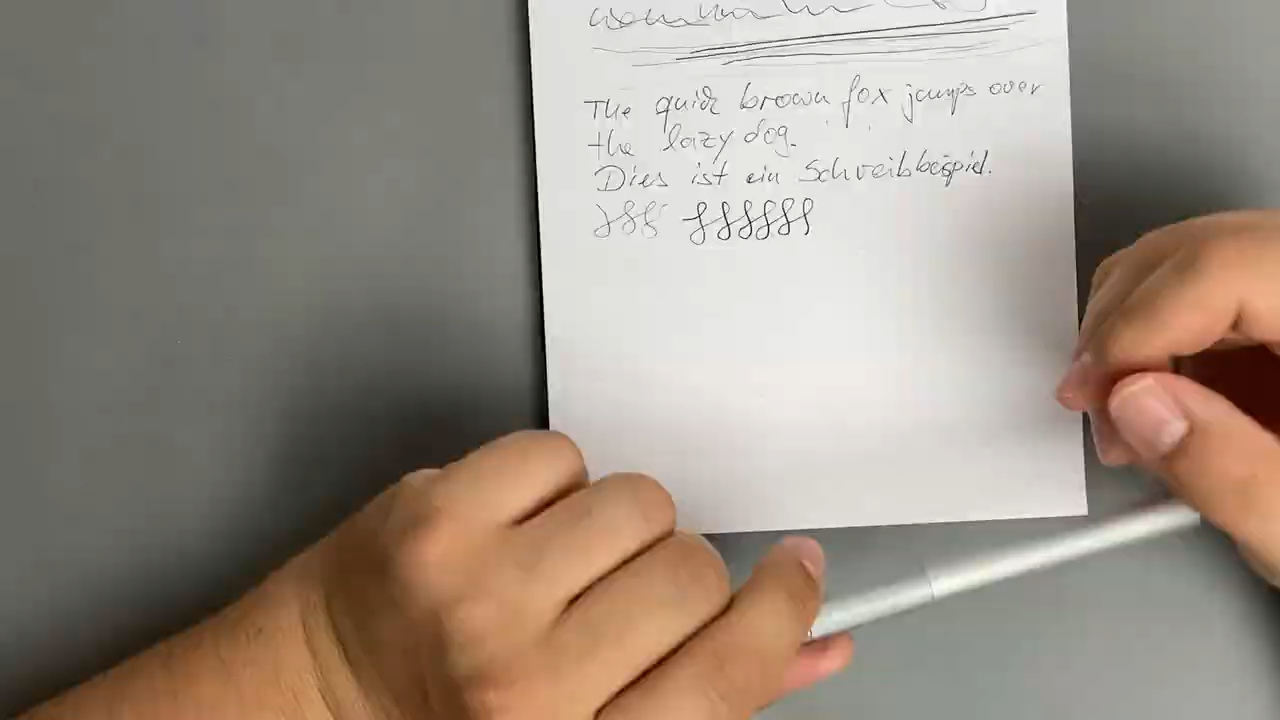 The quick brown fox jumps over
the lazy dog.
Dies ist ein Schreibbeispiel.